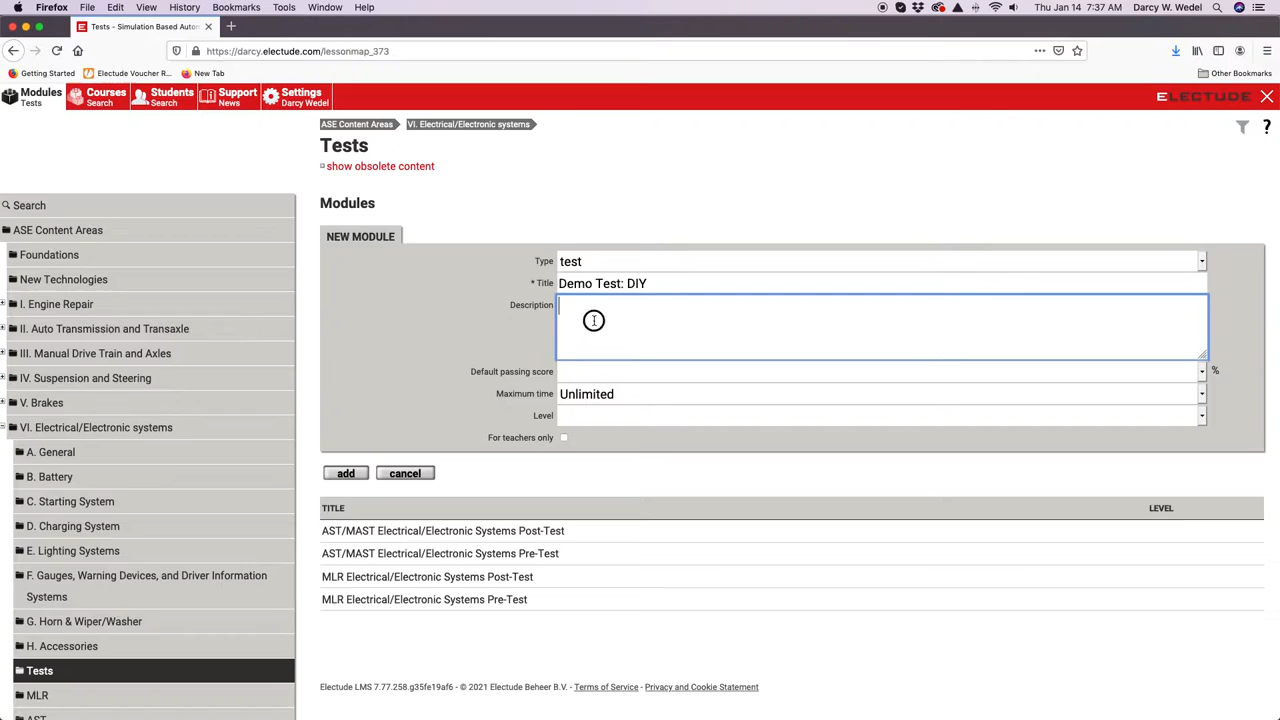 Firefox File Edit View History Bookmarks Tools Window Help Thu Jan 14 7:37 AM Darcy W. Wedel
Tests - Simulation Based Autom
https://darcy.electude.com/lessonmap_373
Getting Started Electude Voucher R... New Tab Other Bookmarks
Modules
Tests
Courses
Search
Students
Search
Support
News
Settings
Darcy Wedel
ELECTUDE
ASE Content Areas VI. Electrical/Electronic systems
?
Tests
show obsolete content
Modules
NEW MODULE
Type test
* Title Demo Test: DIY
Description
Default passing score %
Maximum time Unlimited
Level
For teachers only
add cancel
TITLE LEVEL
AST/MAST Electrical/Electronic Systems Post-Test
AST/MAST Electrical/Electronic Systems Pre-Test
MLR Electrical/Electronic Systems Post-Test
MLR Electrical/Electronic Systems Pre-Test
Electude LMS 7.77.258.g35fe19af6 - © 2021 Electude Beheer B.V. - Terms of Service - Privacy and Cookie Statement
Search
ASE Content Areas
Foundations
New Technologies
I. Engine Repair
II. Auto Transmission and Transaxle
III. Manual Drive Train and Axles
IV. Suspension and Steering
V. Brakes
VI. Electrical/Electronic systems
A. General
B. Battery
C. Starting System
D. Charging System
E. Lighting Systems
F. Gauges, Warning Devices, and Driver Information
Systems
G. Horn & Wiper/Washer
H. Accessories
Tests
MLR
AST